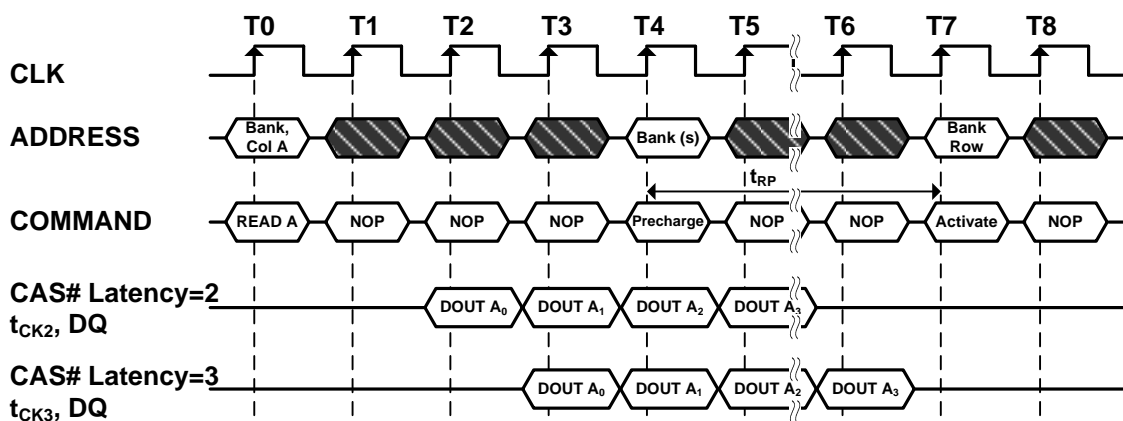 T0 T1 T2 T3 T4 T5 T6 T7 T8
CLK
ADDRESS
Bank, Col A
Bank (s)
Bank Row
tRP
COMMAND
READ A NOP NOP NOP Precharge NOP NOP Activate NOP
CAS# Latency=2
tCK2, DQ
DOUT A0 DOUT A1 DOUT A2 DOUT A3
CAS# Latency=3
tCK3, DQ
DOUT A0 DOUT A1 DOUT A2 DOUT A3